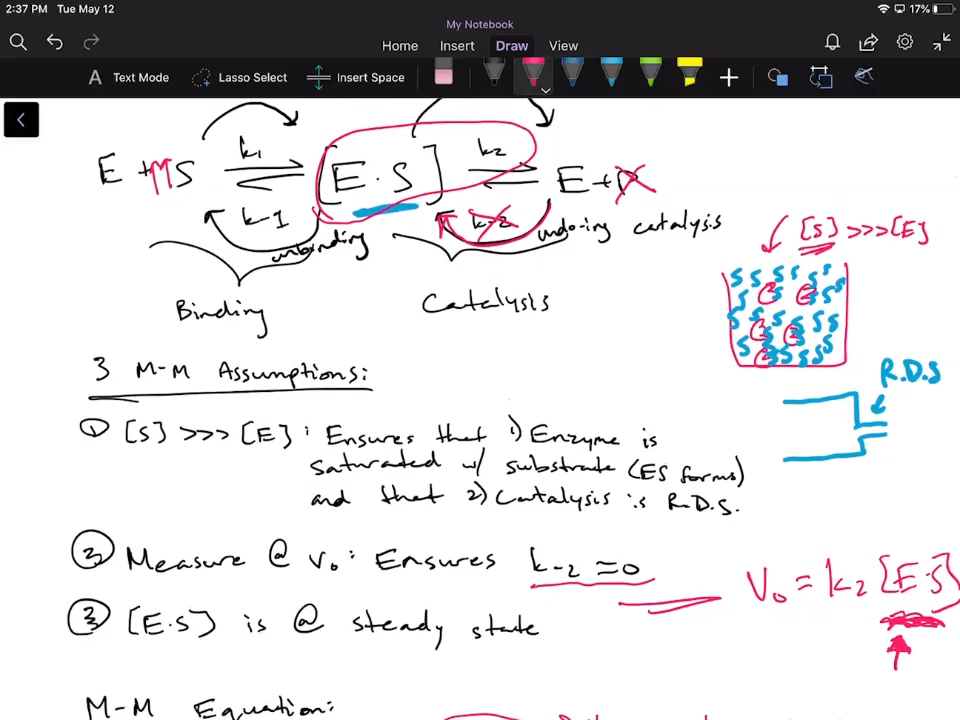 2:37 PM Tue May 12
17%
My Notebook
Home Insert Draw View
Text Mode Lasso Select Insert Space
E + MS k1 [E·S] k2 E + P
k-1 k-2 undo-ing catalysis
unbinding
[S] >>> [E]
Binding Catalysis
S S S S S S
R.D.S
3 M-M Assumptions:
① [S] >>> [E]: Ensures that 1) Enzyme is
saturated w/ substrate (ES forms)
and that 2) Catalysis is R.D.S.
② Measure @ v₀: Ensures k-2 ≈ 0
V₀ = k2 [E·S]
③ [E·S] is @ steady state
M-M Equation: